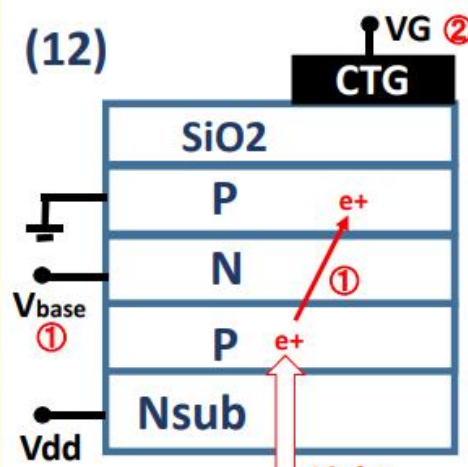 (12)
VG ②
CTG
SiO2
P
e+
N
①
Vbase
①
P
e+
Nsub
Vdd